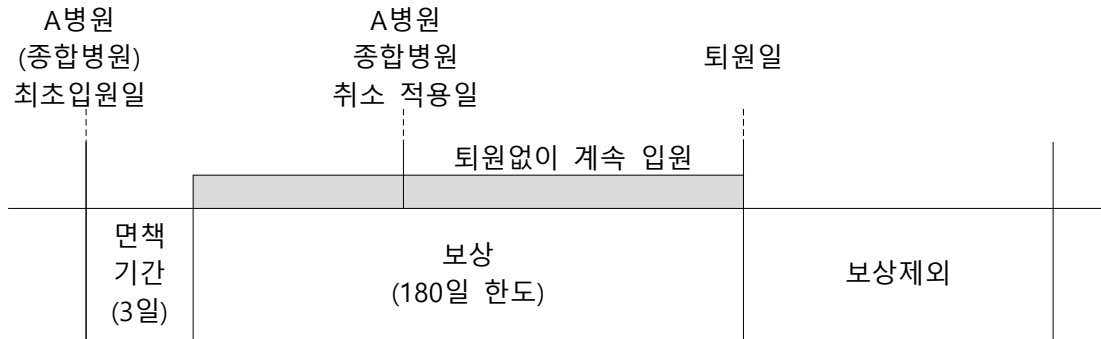 A병원
(종합병원)
최초입원일
A병원
종합병원
취소 적용일
퇴원일
퇴원없이 계속 입원
면책
기간
(3일)
보상
(180일 한도)
보상제외